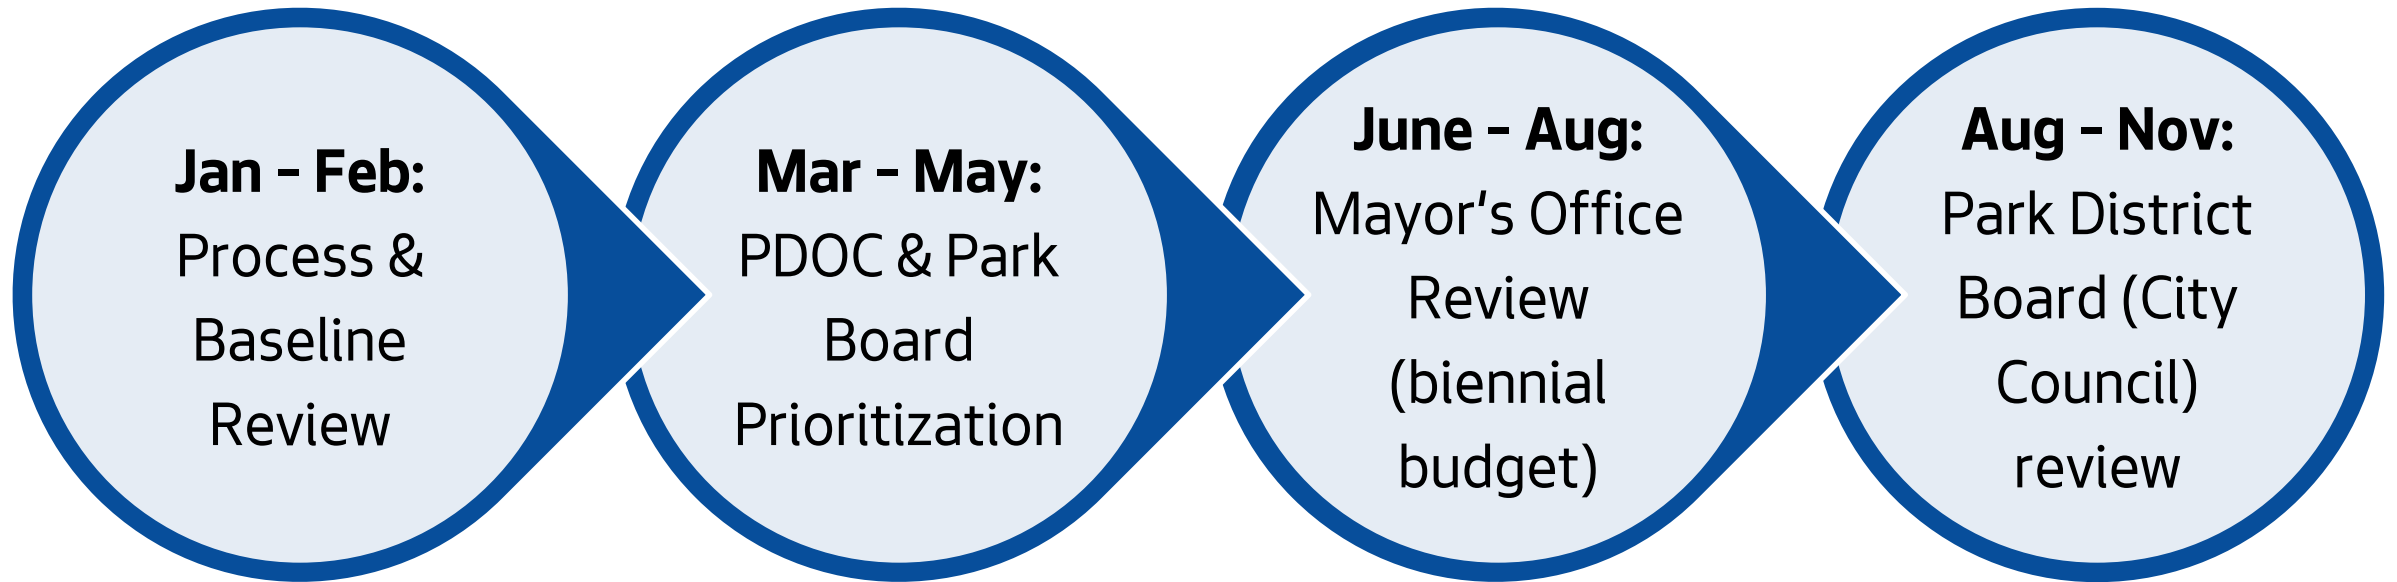 Jan – Feb:
Process &
Baseline
Review
Mar – May:
PDOC & Park
Board
Prioritization
June – Aug:
Mayor’s Office
Review
(biennial
budget)
Aug – Nov:
Park District
Board (City
Council)
review